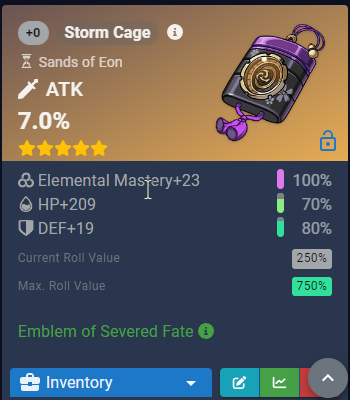 +0 Storm Cage
Sands of Eon
ATK
7.0%
Elemental Mastery+23 100%
HP+209 70%
DEF+19 80%
Current Roll Value 250%
Max. Roll Value 750%
Emblem of Severed Fate
Inventory